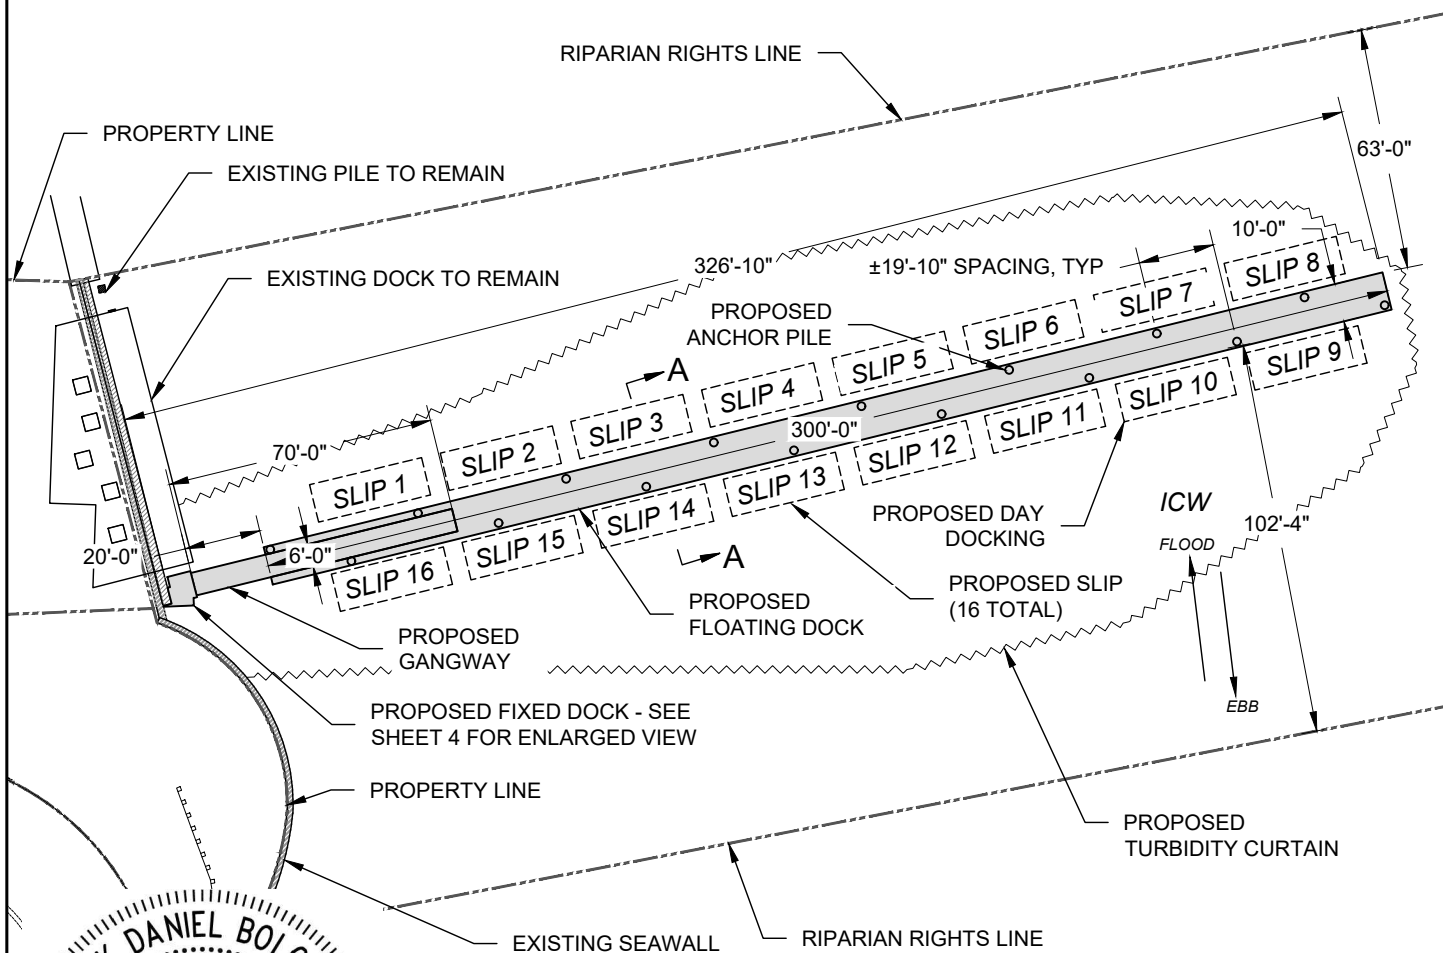 RIPARIAN RIGHTS LINE
PROPERTY LINE
63'-0"
EXISTING PILE TO REMAIN
10'-0"
EXISTING DOCK TO REMAIN
326'-10"
±19'-10" SPACING, TYP
SLIP 8
SLIP 7
PROPOSED
ANCHOR PILE
SLIP 6
SLIP 5
SLIP 9
A
SLIP 4
SLIP 10
SLIP 3
SLIP 11
300'-0"
SLIP 2
SLIP 12
70'-0"
SLIP 13
SLIP 1
SLIP 14
PROPOSED DAY
DOCKING
ICW
102'-4"
FLOOD
SLIP 15
20'-0"
6'-0"
A
SLIP 16
PROPOSED SLIP
(16 TOTAL)
PROPOSED
FLOATING DOCK
PROPOSED
GANGWAY
EBB
PROPOSED FIXED DOCK - SEE
SHEET 4 FOR ENLARGED VIEW
PROPERTY LINE
PROPOSED
TURBIDITY CURTAIN
DANIEL
EXISTING SEAWALL
RIPARIAN RIGHTS LINE